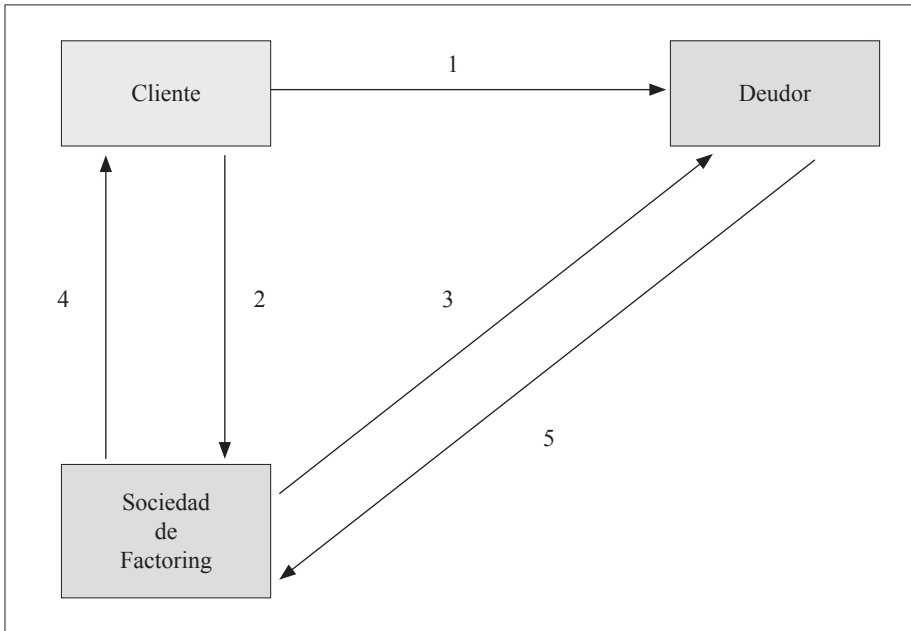 Cliente
1
Deudor
4
2
3
5
Sociedad
de
Factoring